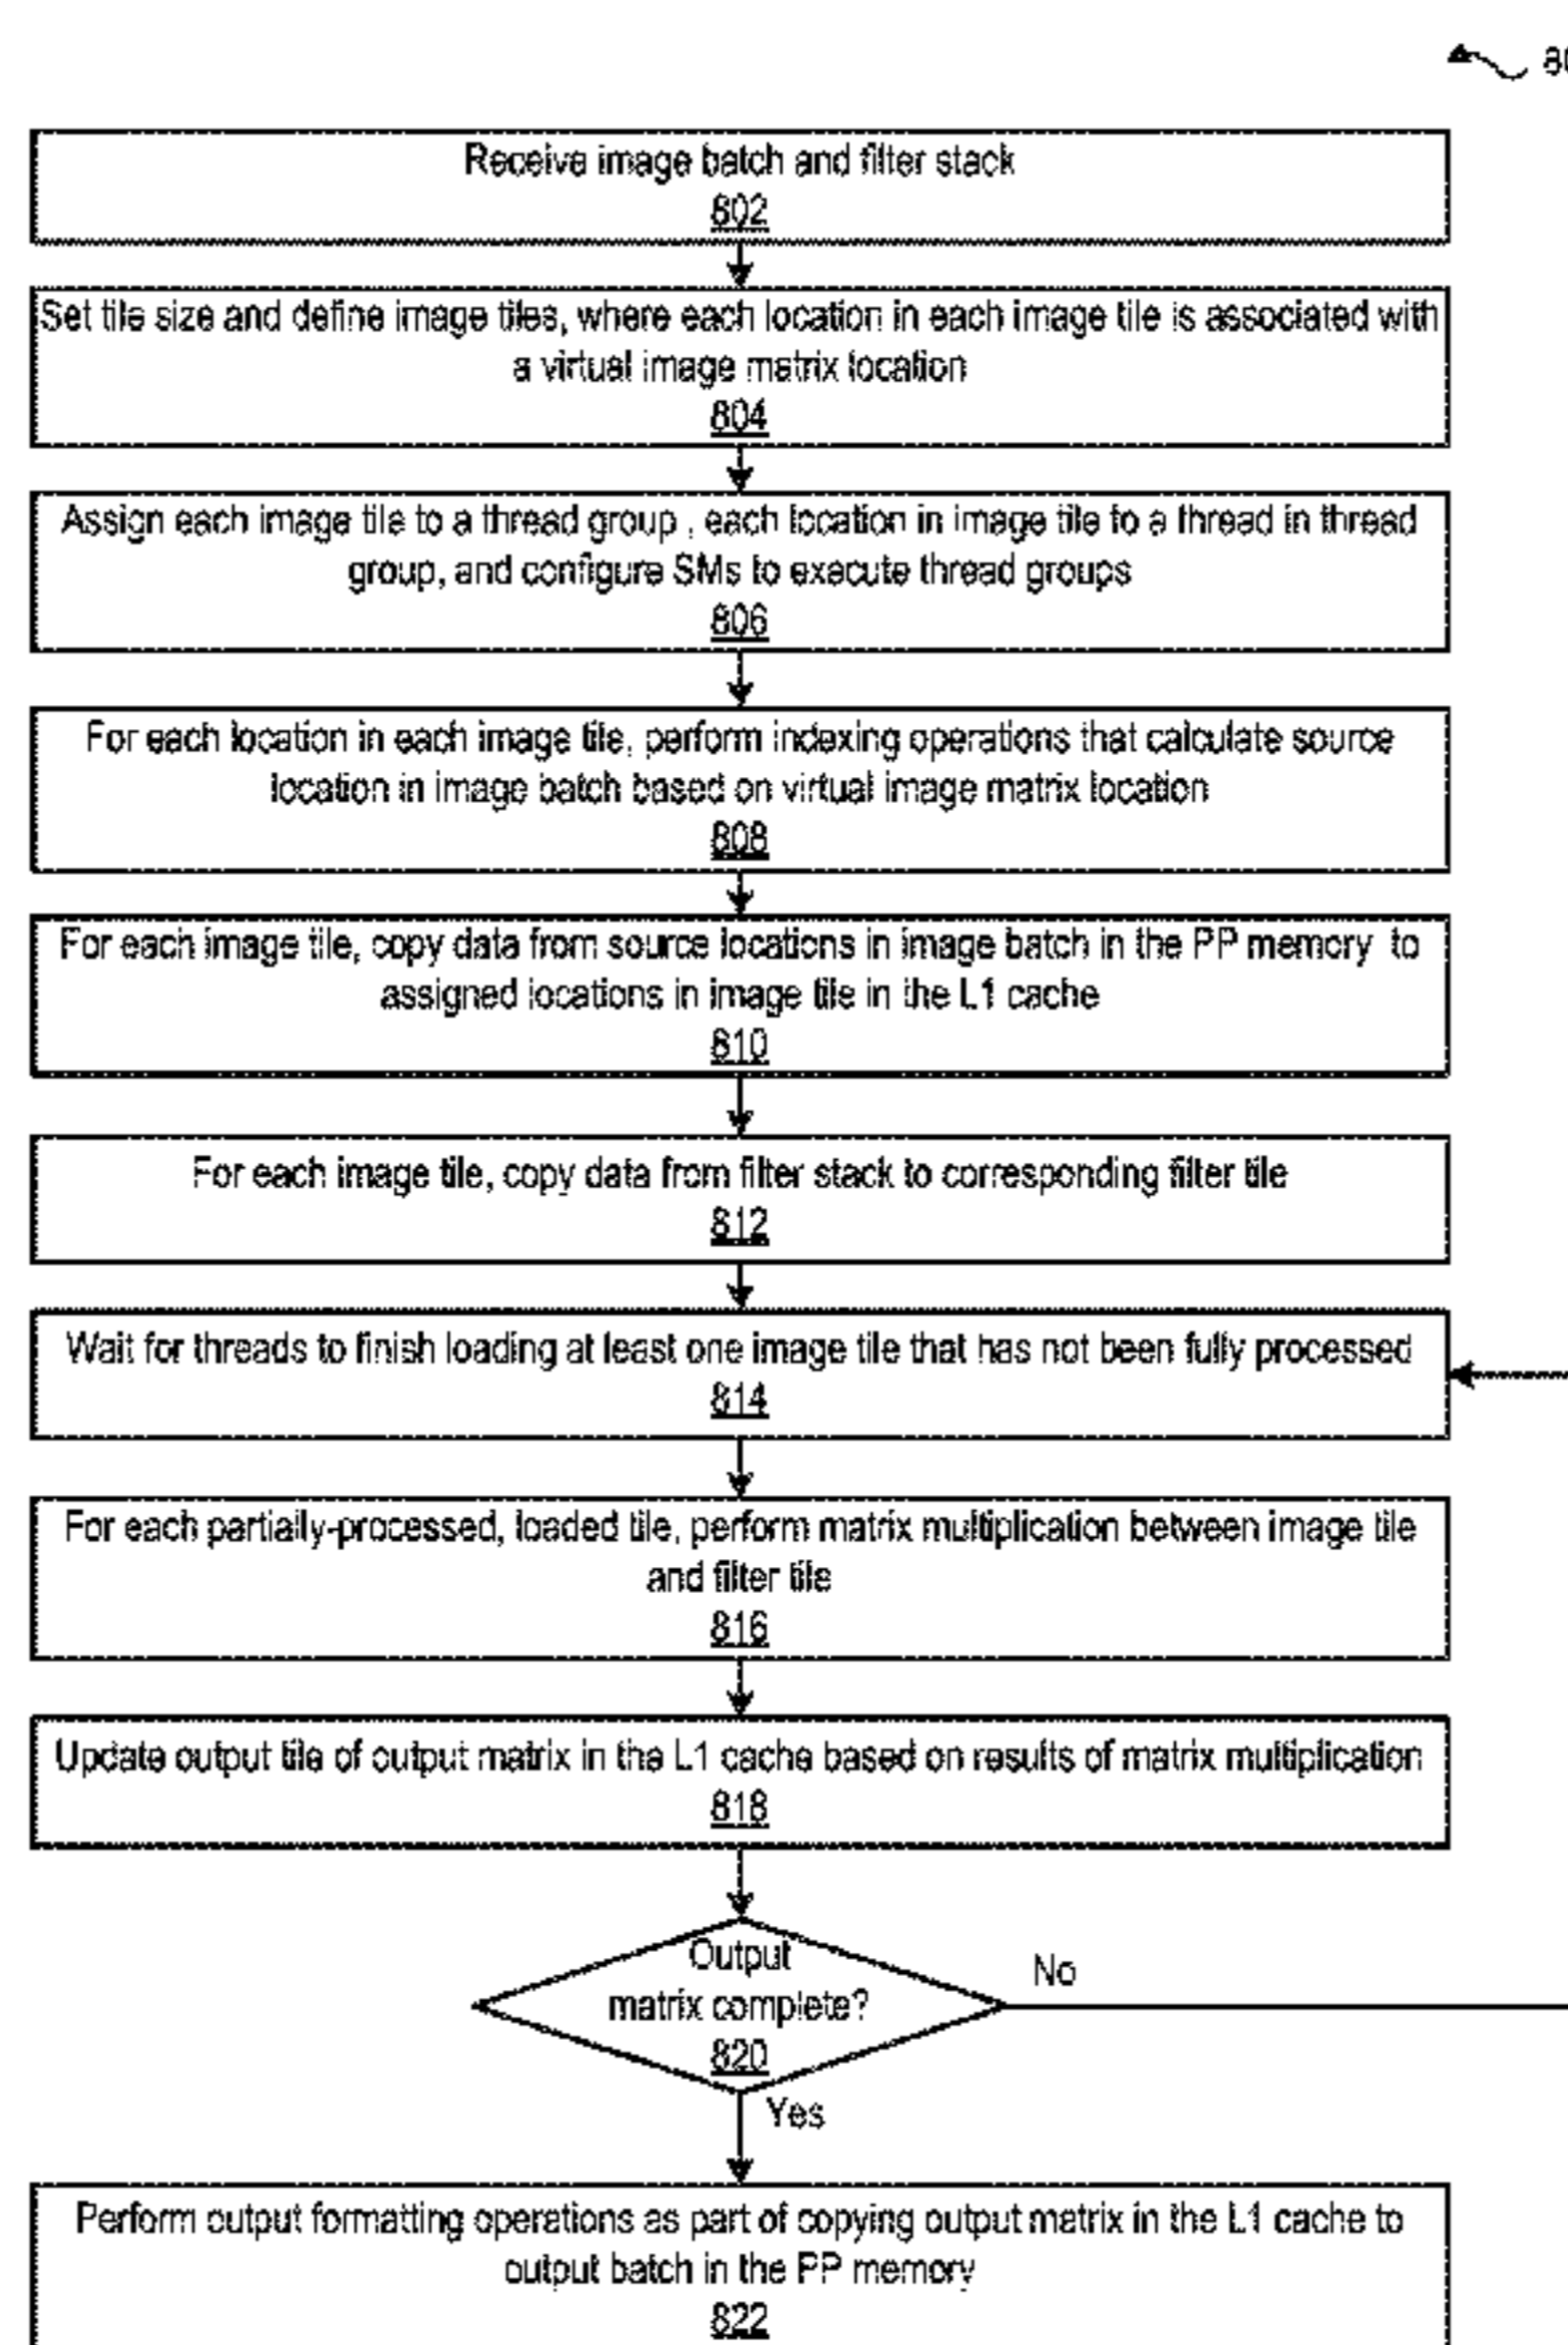 Receive image batch and filter stack
802
Set tile size and define image tiles, where each location in each image tile is associated with
a virtual image matrix location
804
Assign each image tile to a thread group , each location in image tile to a thread in thread
group, and configure SMs to execute thread groups
806
For each location in each image tile, perform indexing operations that calculate source
location in image batch based on virtual image matrix location
808
For each image tile, copy data from source locations in image batch in the PP memory to
assigned locations in image tile in the L1 cache
810
For each image tile, copy data from filter stack to corresponding filter tile
812
Wait for threads to finish loading at least one image tile that has not been fully processed
814
For each partially-processed, loaded tile, perform matrix multiplication between image tile
and filter tile
816
Update output tile of output matrix in the L1 cache based on results of matrix multiplication
818
Output
matrix complete?
820
No
Yes
Perform output formatting operations as part of copying output matrix in the L1 cache to
output batch in the PP memory
822